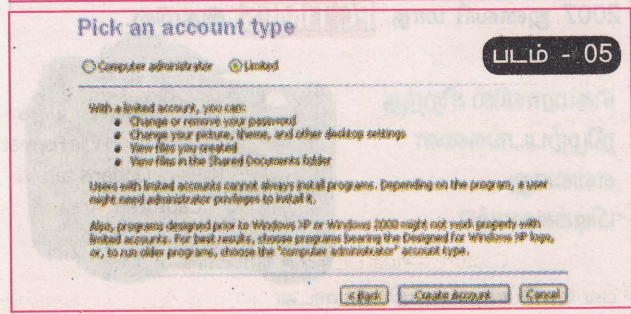 Pick an account type
படம் - 05
Computer administrator Limited
With a limited account, you can:
Change or remove your password
Change your picture, theme, and other desktop settings
View files you created
View files in the Shared Documents folder
Users with limited accounts cannot always install programs. Depending on the program, a user
might need administrator privileges to install it.
Also, programs designed prior to Windows XP or Windows 2000 might not work properly with
limited accounts. For best results, choose programs bearing the Designed for Windows XP logo,
or, to run older programs, choose the "computer administrator" account type.
< Back Create Account Cancel